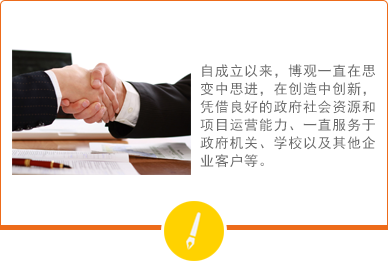 自成立以来，博观一直在思
变中思进，在创造中创新，
凭借良好的政府社会资源和
项目运营能力、一直服务于
政府机关、学校以及其他企
业客户等。